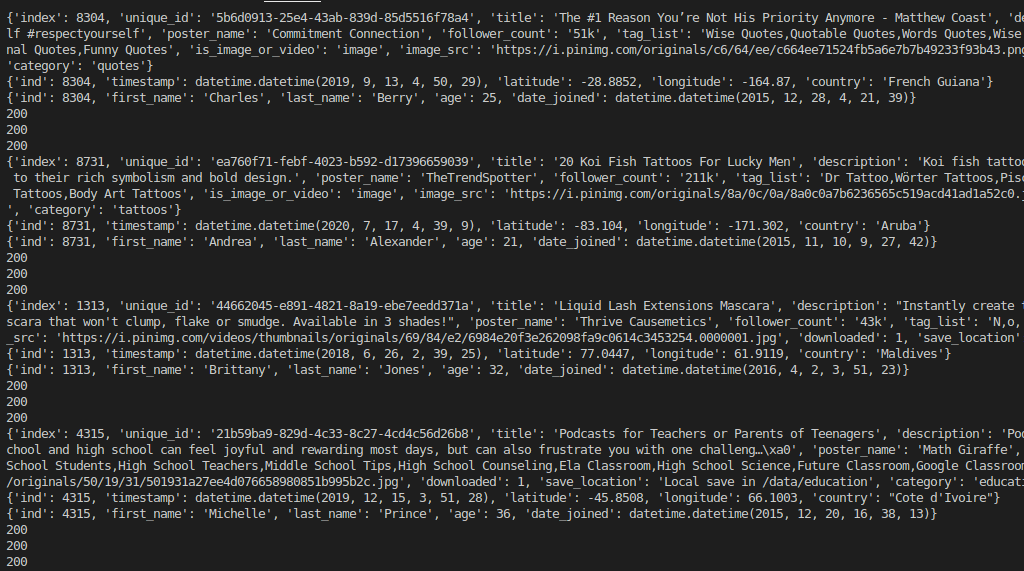 {'index': 8304, 'unique_id': '5b6d0913-25e4-43ab-839d-85d5516f78a4', 'title': 'The #1 Reason You’re Not His Priority Anymore - Matthew Coast', 'de
lf #respectyourself', 'poster_name': 'Commitment Connection', 'follower_count': '51k', 'tag_list': 'Wise Quotes,Quotable Quotes,Words Quotes,Wise
nal Quotes,Funny Quotes', 'is_image_or_video': 'image', 'image_src': 'https://i.pinimg.com/originals/c6/64/ee/c664ee71524fb5a6e7b7b49233f93b43.png
'category': 'quotes'}
{'ind': 8304, 'timestamp': datetime.datetime(2019, 9, 13, 4, 50, 29), 'latitude': -28.8852, 'longitude': -164.87, 'country': 'French Guiana'}
{'ind': 8304, 'first_name': 'Charles', 'last_name': 'Berry', 'age': 25, 'date_joined': datetime.datetime(2015, 12, 28, 4, 21, 39)}
200
200
200
{'index': 8731, 'unique_id': 'ea760f71-febf-4023-b592-d17396659039', 'title': '20 Koi Fish Tattoos For Lucky Men', 'description': 'Koi fish tattoo
to their rich symbolism and bold design.', 'poster_name': 'TheTrendSpotter', 'follower_count': '211k', 'tag_list': 'Dr Tattoo,Wörter Tattoos,Pisc
Tattoos,Body Art Tattoos', 'is_image_or_video': 'image', 'image_src': 'https://i.pinimg.com/originals/8a/0c/0a/8a0c0a7b6236565c519acd41ad1a52c0.j
', 'category': 'tattoos'}
{'ind': 8731, 'timestamp': datetime.datetime(2020, 7, 17, 4, 39, 9), 'latitude': -83.104, 'longitude': -171.302, 'country': 'Aruba'}
{'ind': 8731, 'first_name': 'Andrea', 'last_name': 'Alexander', 'age': 21, 'date_joined': datetime.datetime(2015, 11, 10, 9, 27, 42)}
200
200
200
{'index': 1313, 'unique_id': '44662045-e891-4821-8a19-ebe7eedd371a', 'title': 'Liquid Lash Extensions Mascara', 'description': "Instantly create t
scara that won't clump, flake or smudge. Available in 3 shades!", 'poster_name': 'Thrive Causemetics', 'follower_count': '43k', 'tag_list': 'N,o,
_src': 'https://i.pinimg.com/videos/thumbnails/originals/69/84/e2/6984e20f3e262098fa9c0614c3453254.0000001.jpg', 'downloaded': 1, 'save_location'
{'ind': 1313, 'timestamp': datetime.datetime(2018, 6, 26, 2, 39, 25), 'latitude': 77.0447, 'longitude': 61.9119, 'country': 'Maldives'}
{'ind': 1313, 'first_name': 'Brittany', 'last_name': 'Jones', 'age': 32, 'date_joined': datetime.datetime(2016, 4, 2, 3, 51, 23)}
200
200
200
{'index': 4315, 'unique_id': '21b59ba9-829d-4c33-8c27-4cd4c56d26b8', 'title': 'Podcasts for Teachers or Parents of Teenagers', 'description': 'Pod
chool and high school can feel joyful and rewarding most days, but can also frustrate you with one challeng…\xa0', 'poster_name': 'Math Giraffe',
School Students,High School Teachers,Middle School Tips,High School Counseling,Ela Classroom,High School Science,Future Classroom,Google Classroom
/originals/50/19/31/501931a27ee4d076658980851b995b2c.jpg', 'downloaded': 1, 'save_location': 'Local save in /data/education', 'category': 'educati
{'ind': 4315, 'timestamp': datetime.datetime(2019, 12, 15, 3, 51, 28), 'latitude': -45.8508, 'longitude': 66.1003, 'country': "Cote d'Ivoire"}
{'ind': 4315, 'first_name': 'Michelle', 'last_name': 'Prince', 'age': 36, 'date_joined': datetime.datetime(2015, 12, 20, 16, 38, 13)}
200
200
200